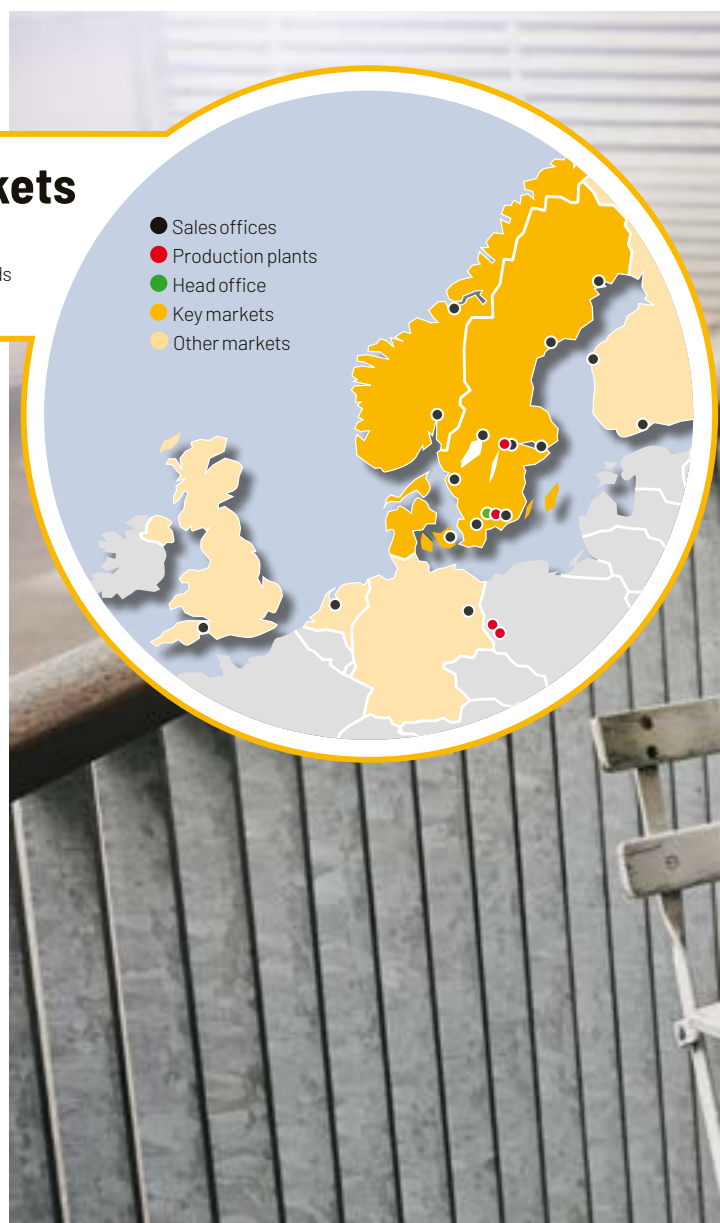 kets
ds
Sales offices
Production plants
Head office
Key markets
Other markets